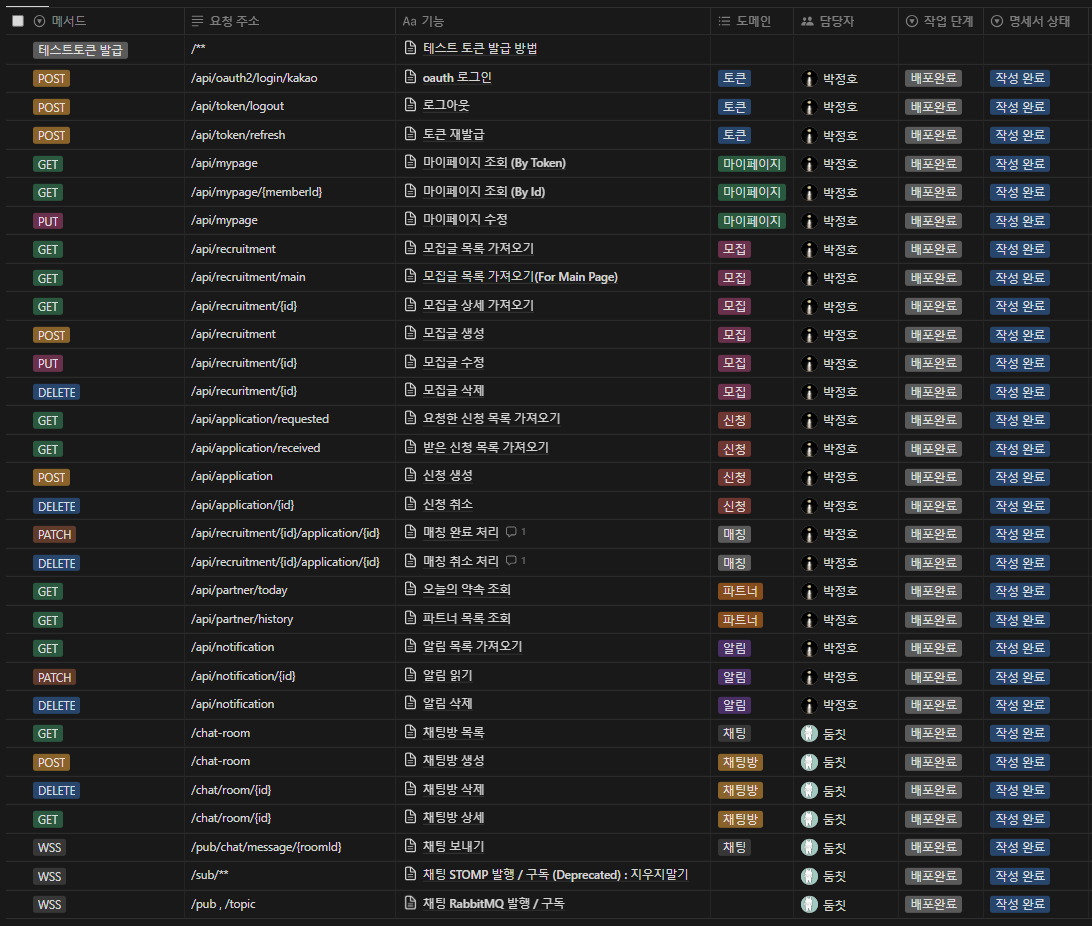 메서드 요청 주소 Aa 기능 도메인 담당자 작업 단계 명세서 상태
테스트토큰 발급 /** 테스트 토큰 발급 방법
POST /api/oauth2/login/kakao oauth 로그인 토큰 박정호 배포완료 작성 완료
POST /api/token/logout 로그아웃 토큰 박정호 배포완료 작성 완료
POST /api/token/refresh 토큰 재발급 토큰 박정호 배포완료 작성 완료
GET /api/mypage 마이페이지 조회 (By Token) 마이페이지 박정호 배포완료 작성 완료
GET /api/mypage/{memberId} 마이페이지 조회 (By Id) 마이페이지 박정호 배포완료 작성 완료
PUT /api/mypage 마이페이지 수정 마이페이지 박정호 배포완료 작성 완료
GET /api/recruitment 모집글 목록 가져오기 모집 박정호 배포완료 작성 완료
GET /api/recruitment/main 모집글 목록 가져오기(For Main Page) 모집 박정호 배포완료 작성 완료
GET /api/recruitment/{id} 모집글 상세 가져오기 모집 박정호 배포완료 작성 완료
POST /api/recruitment 모집글 생성 모집 박정호 배포완료 작성 완료
PUT /api/recruitment/{id} 모집글 수정 모집 박정호 배포완료 작성 완료
DELETE /api/recuritment/{id} 모집글 삭제 모집 박정호 배포완료 작성 완료
GET /api/application/requested 요청한 신청 목록 가져오기 신청 박정호 배포완료 작성 완료
GET /api/application/received 받은 신청 목록 가져오기 신청 박정호 배포완료 작성 완료
POST /api/application 신청 생성 신청 박정호 배포완료 작성 완료
DELETE /api/application/{id} 신청 취소 신청 박정호 배포완료 작성 완료
PATCH /api/recruitment/{id}/application/{id} 매칭 완료 처리 1 매칭 박정호 배포완료 작성 완료
DELETE /api/recruitment/{id}/application/{id} 매칭 취소 처리 1 매칭 박정호 배포완료 작성 완료
GET /api/partner/today 오늘의 약속 조회 파트너 박정호 배포완료 작성 완료
GET /api/partner/history 파트너 목록 조회 파트너 박정호 배포완료 작성 완료
GET /api/notification 알림 목록 가져오기 알림 박정호 배포완료 작성 완료
PATCH /api/notification/{id} 알림 읽기 알림 박정호 배포완료 작성 완료
DELETE /api/notification 알림 삭제 알림 박정호 배포완료 작성 완료
GET /chat-room 채팅방 목록 채팅 둠칫 배포완료 작성 완료
POST /chat-room 채팅방 생성 채팅방 둠칫 배포완료 작성 완료
DELETE /chat/room/{id} 채팅방 삭제 채팅방 둠칫 배포완료 작성 완료
GET /chat/room/{id} 채팅방 상세 채팅방 둠칫 배포완료 작성 완료
WSS /pub/chat/message/{roomId} 채팅 보내기 채팅 둠칫 배포완료 작성 완료
WSS /sub/** 채팅 STOMP 발행 / 구독 (Deprecated) : 지우지말기 둠칫 배포완료 작성 완료
WSS /pub , /topic 채팅 RabbitMQ 발행 / 구독 둠칫 배포완료 작성 완료